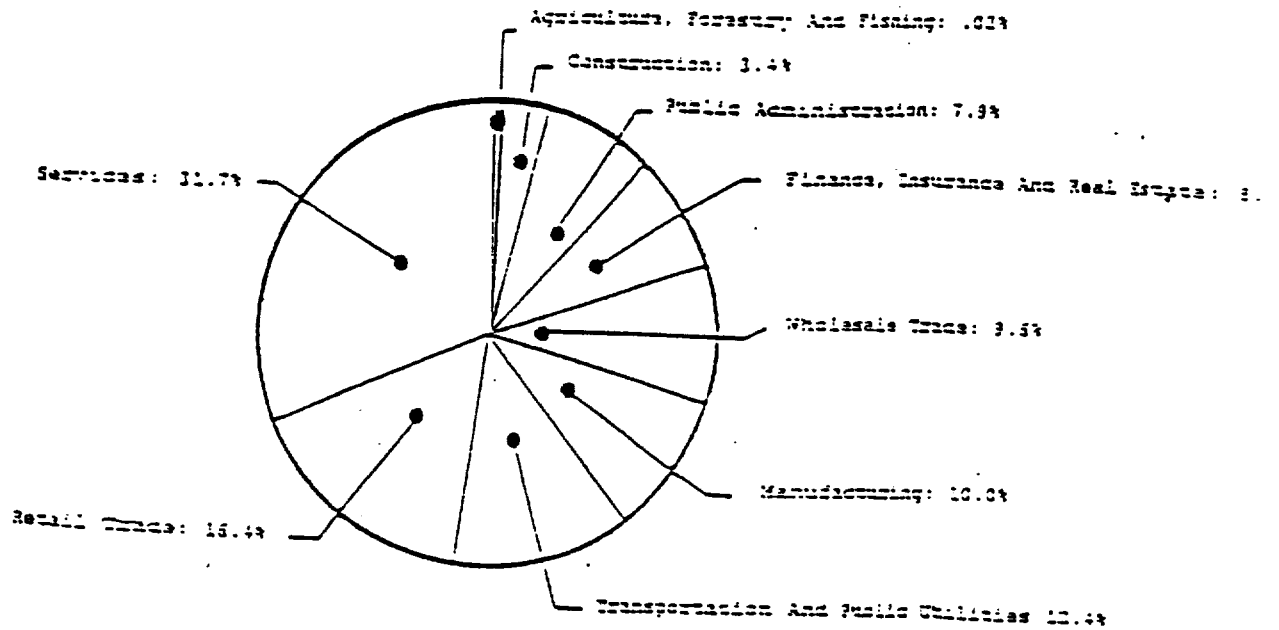 Agriculture, Forestry And Fishing: .02%
Construction: 3.4%
Public Administration: 7.9%
Services: 31.7%
Finance, Insurance And Real Estate:
Wholesale Trade: 9.5%
Manufacturing: 10.0%
Retail Trade: 16.4%
Transportation And Public Utilities 12.4%